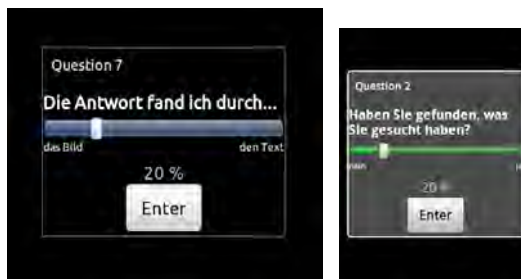 Question 7
Die Antwort fand ich durch...
das Bild
den Text
20 %
Enter
Question 2
Haben Sie gefunden, was
Sie gesucht haben?
nein
20 %
Enter